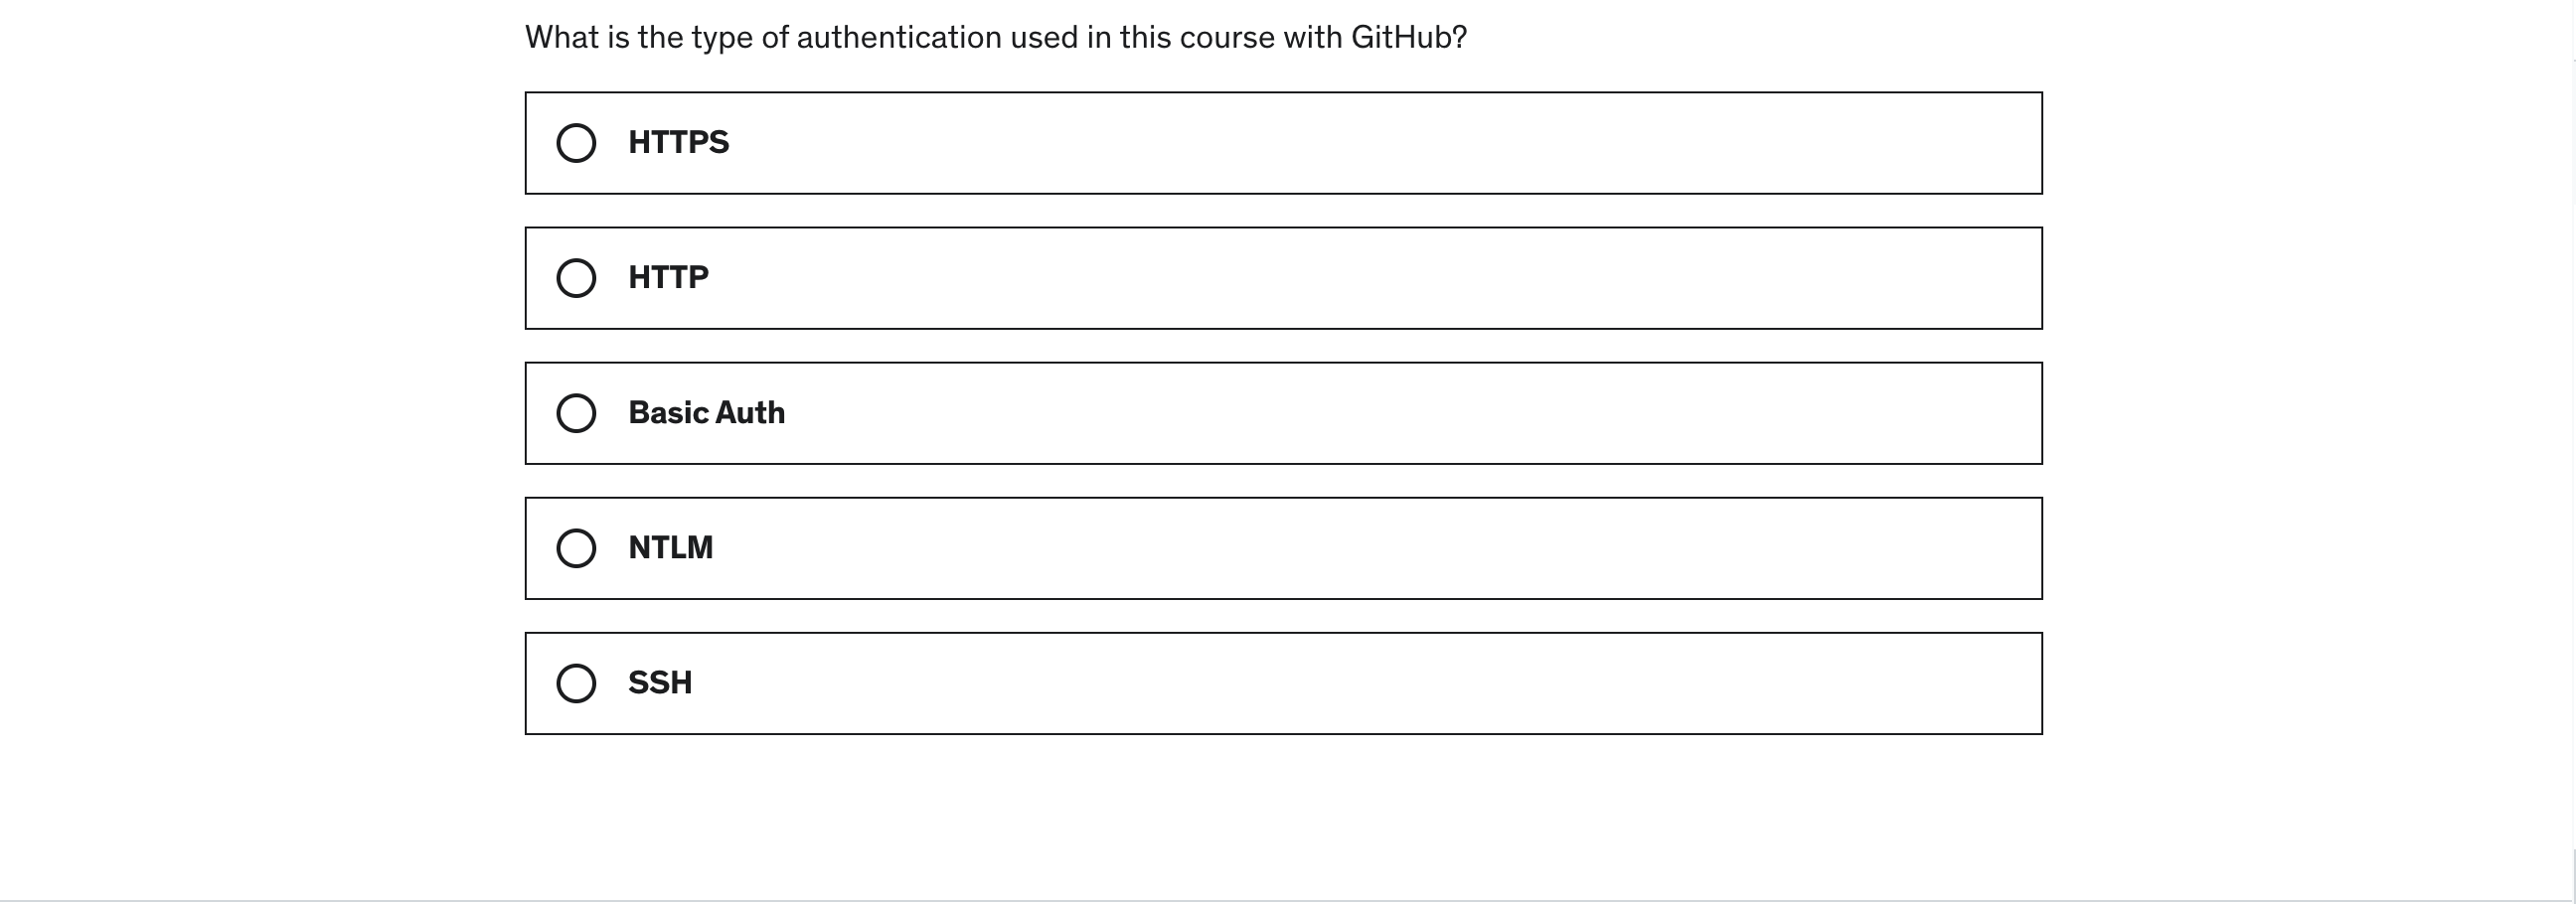 What is the type of authentication used in this course with GitHub?
HTTPS
HTTP
Basic Auth
NTLM
SSH